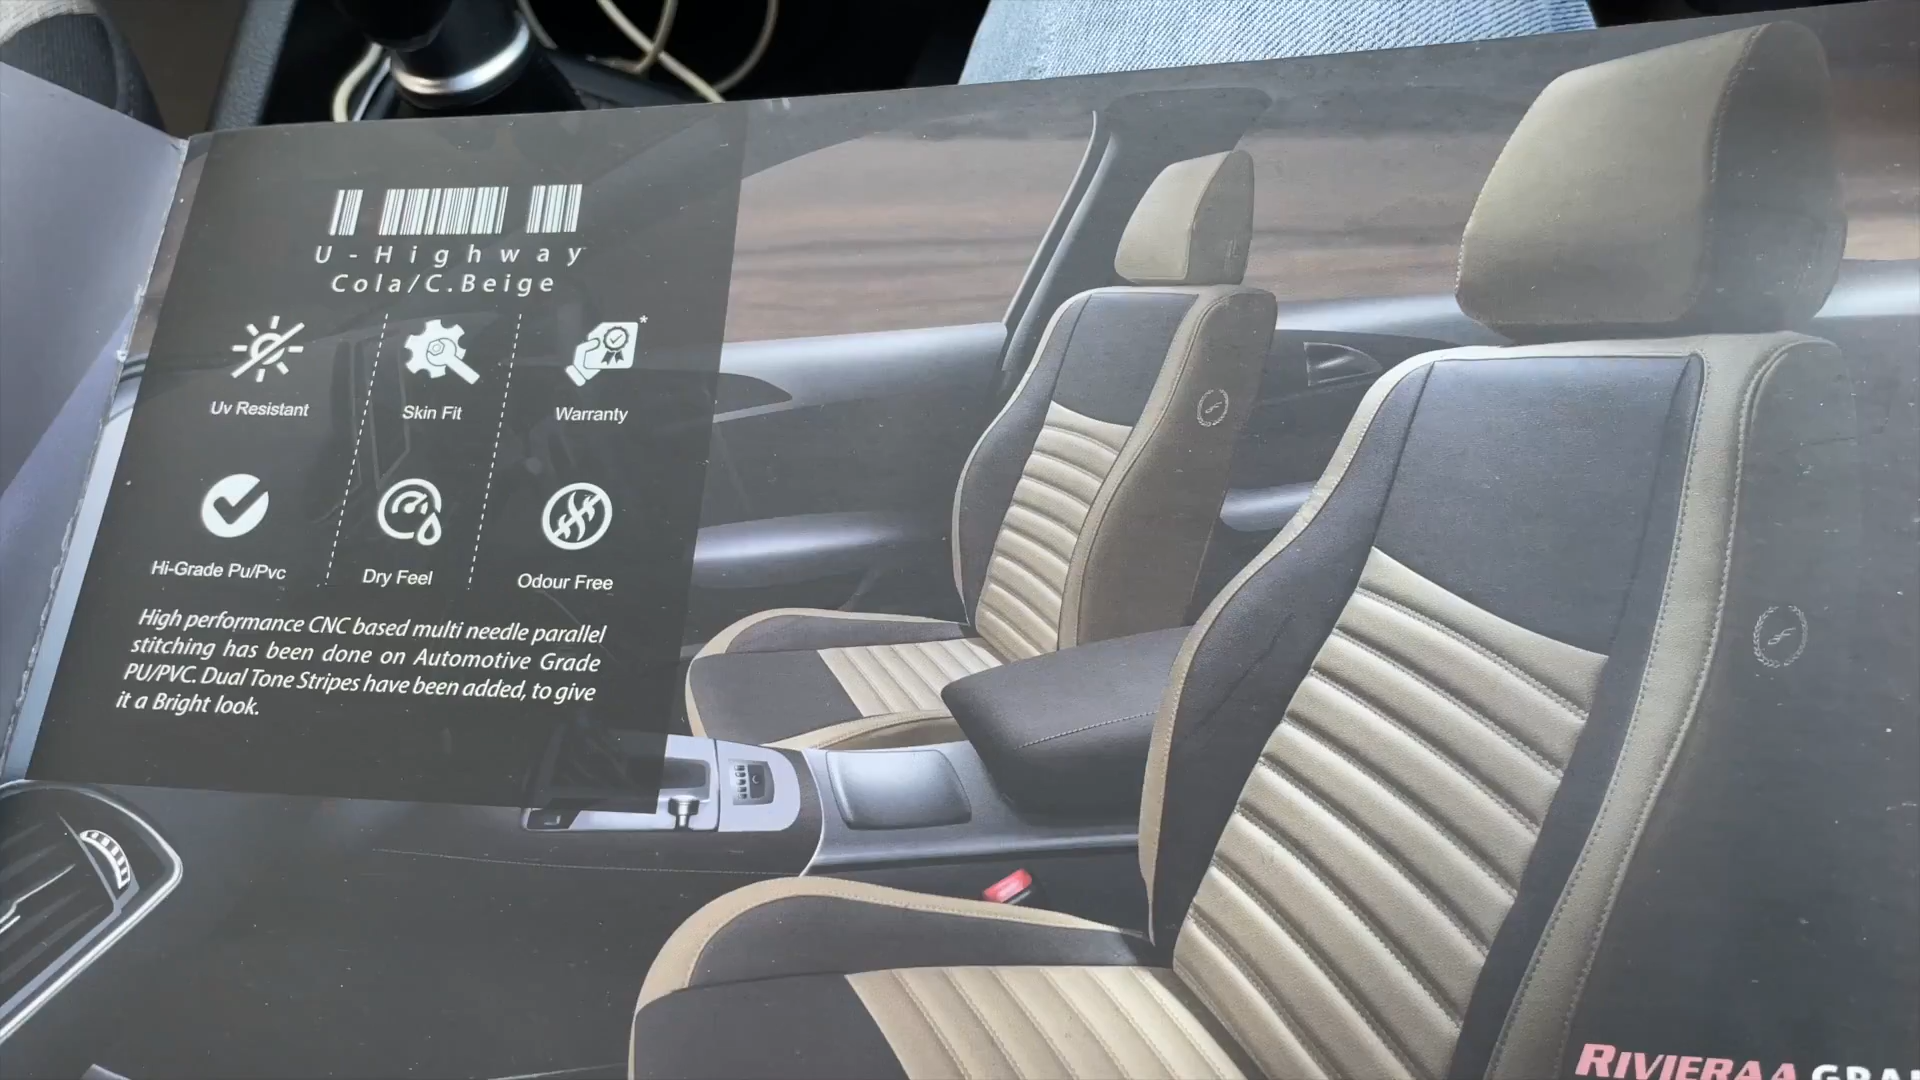 U - Highway
Cola/C.Beige
Uv Resistant
Skin Fit
Warranty
*
Hi-Grade Pu/Pvc
Dry Feel
Odour Free
High performance CNC based multi needle parallel
stitching has been done on Automotive Grade
PU/PVC. Dual Tone Stripes have been added, to give
it a Bright look.
RIVIERAA